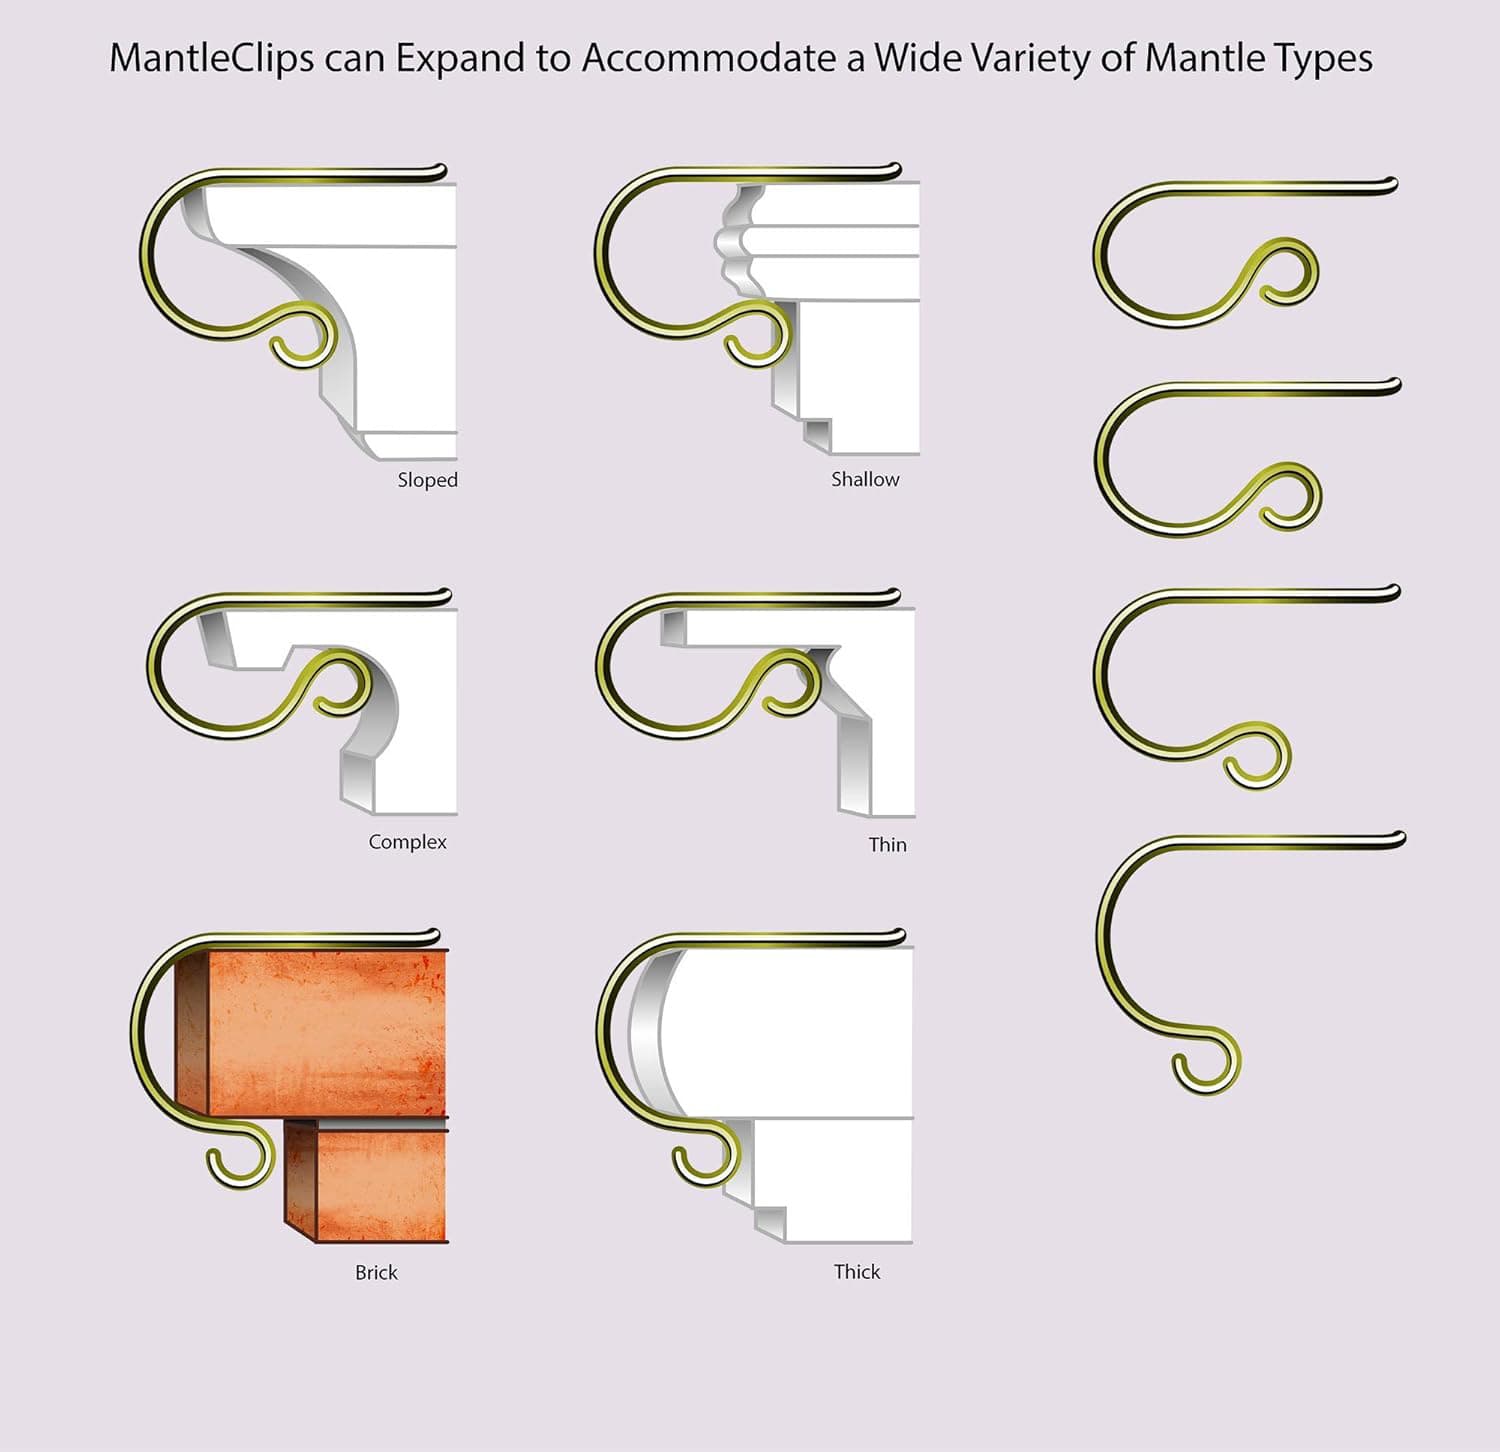 MantleClips can Expand to Accommodate a Wide Variety of Mantle Types
Sloped
Shallow
Complex
Thin
Brick
Thick